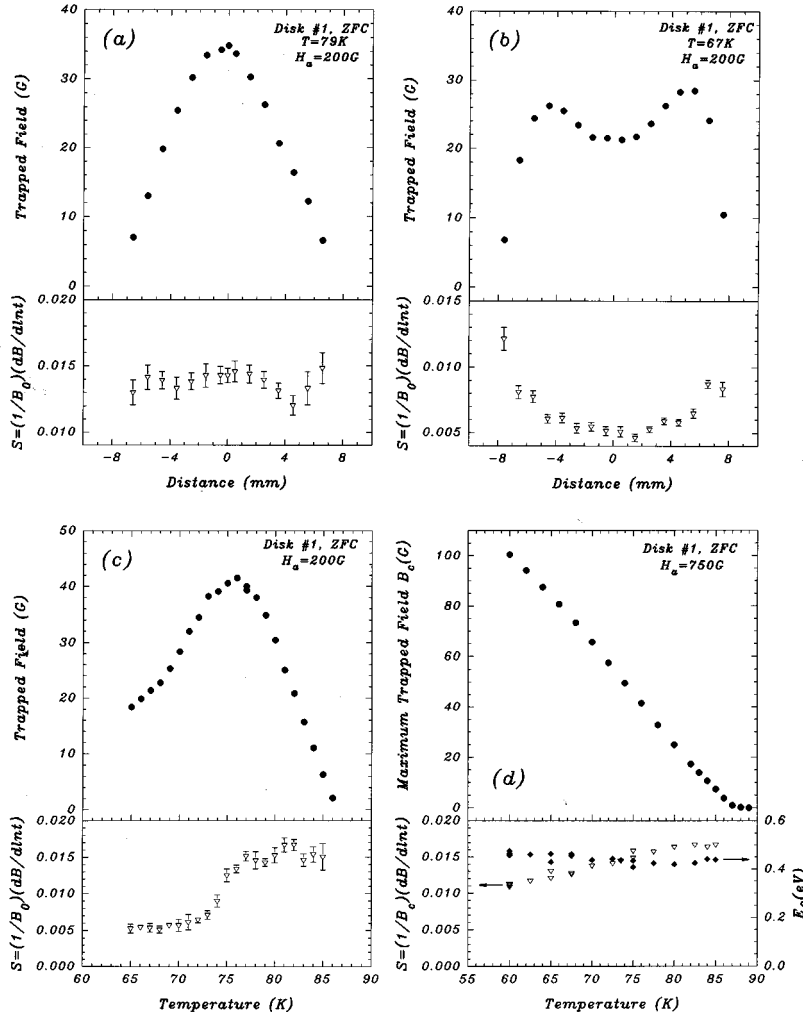 (a)
Disk #1, ZFC
T=79K
Hₐ=200G
Trapped Field (G)
40
30
20
10
0
S=(1/B₀)(dB/dlnt)
0.020
0.015
0.010
-8 -4 0 4 8
Distance (mm)
(b)
Disk #1, ZFC
T=67K
Hₐ=200G
Trapped Field (G)
40
30
20
10
0
S=(1/B₀)(dB/dlnt)
0.015
0.010
0.005
-8 -4 0 4 8
Distance (mm)
(c)
Disk #1, ZFC
Hₐ=200G
Trapped Field (G)
50
40
30
20
10
0
S=(1/B₀)(dB/dlnt)
0.020
0.015
0.010
0.005
0.000
60 65 70 75 80 85 90
Temperature (K)
(d)
Disk #1, ZFC
Hₐ=750G
Maximum Trapped Field B_c(G)
100
80
60
40
20
0
S=(1/B_c)(dB/dlnt)
0.020
0.015
0.010
0.005
0.000
0.6
0.4
0.2
0.0
E_c(eV)
55 60 65 70 75 80 85 90
Temperature (K)